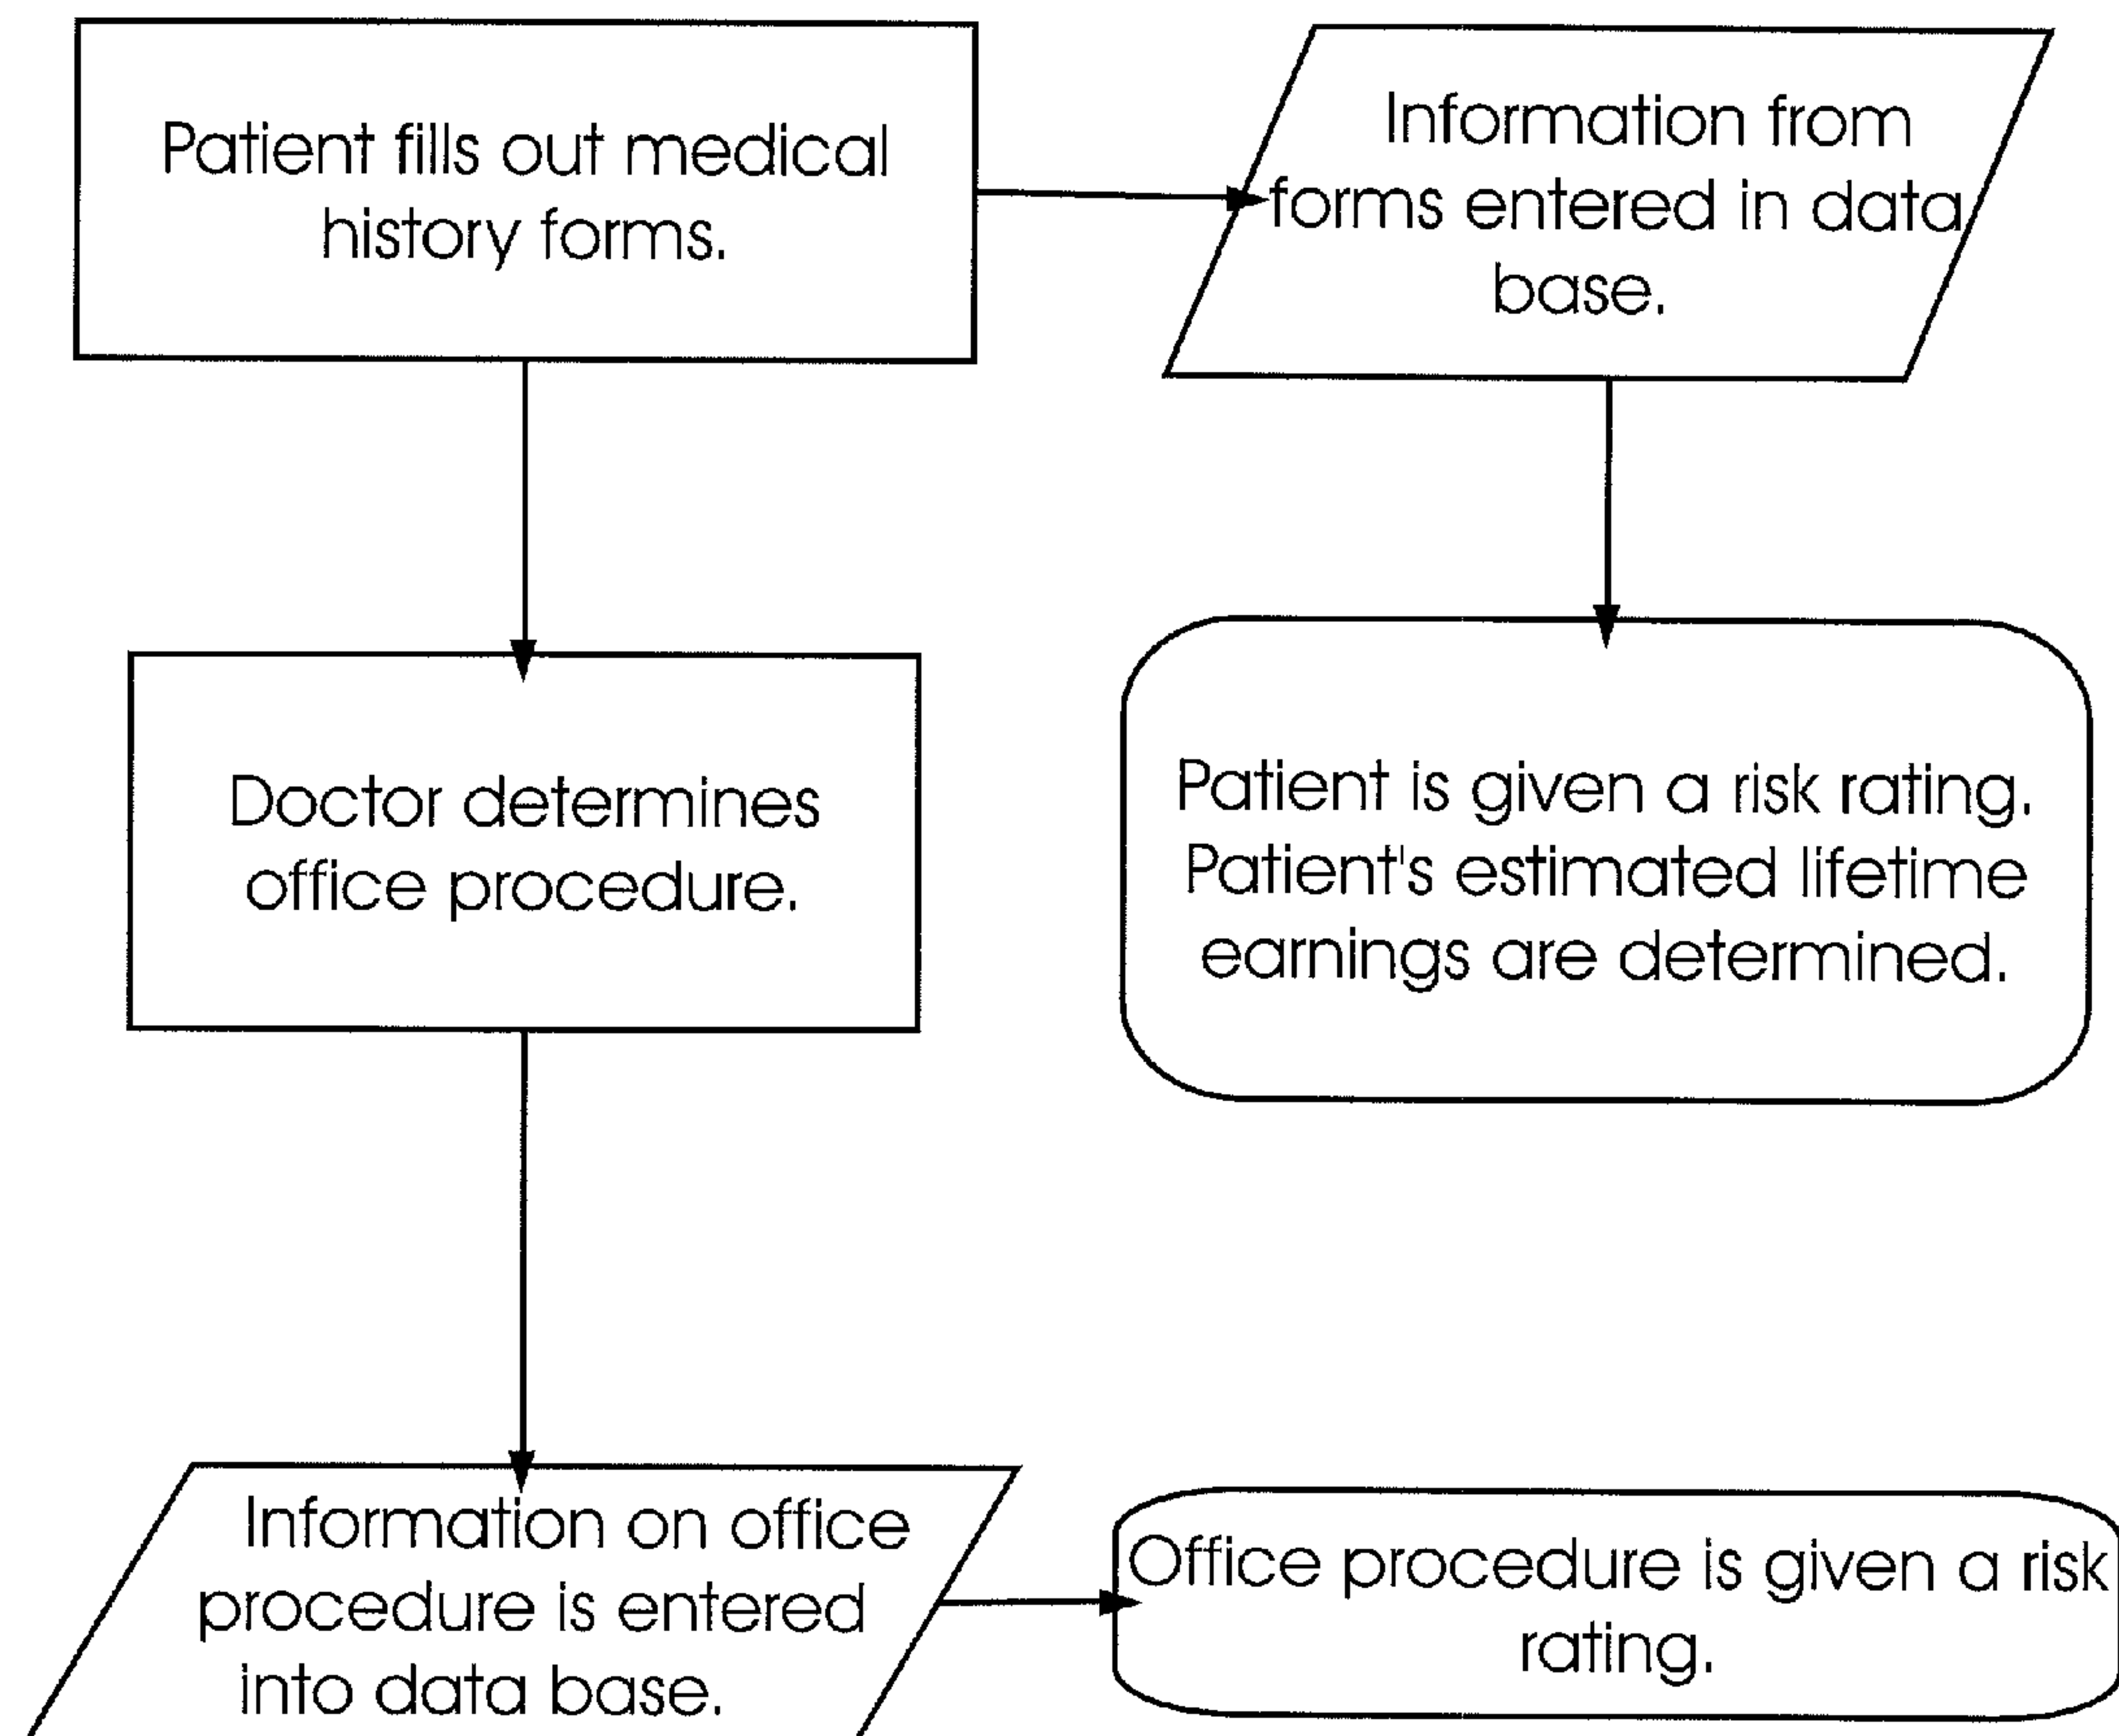 Patient fills out medical
history forms.
Information from
forms entered in data
base.
Doctor determines
office procedure.
Patient is given a risk rating.
Patient's estimated lifetime
earnings are determined.
Information on office
procedure is entered
into data base.
Office procedure is given a risk
rating.